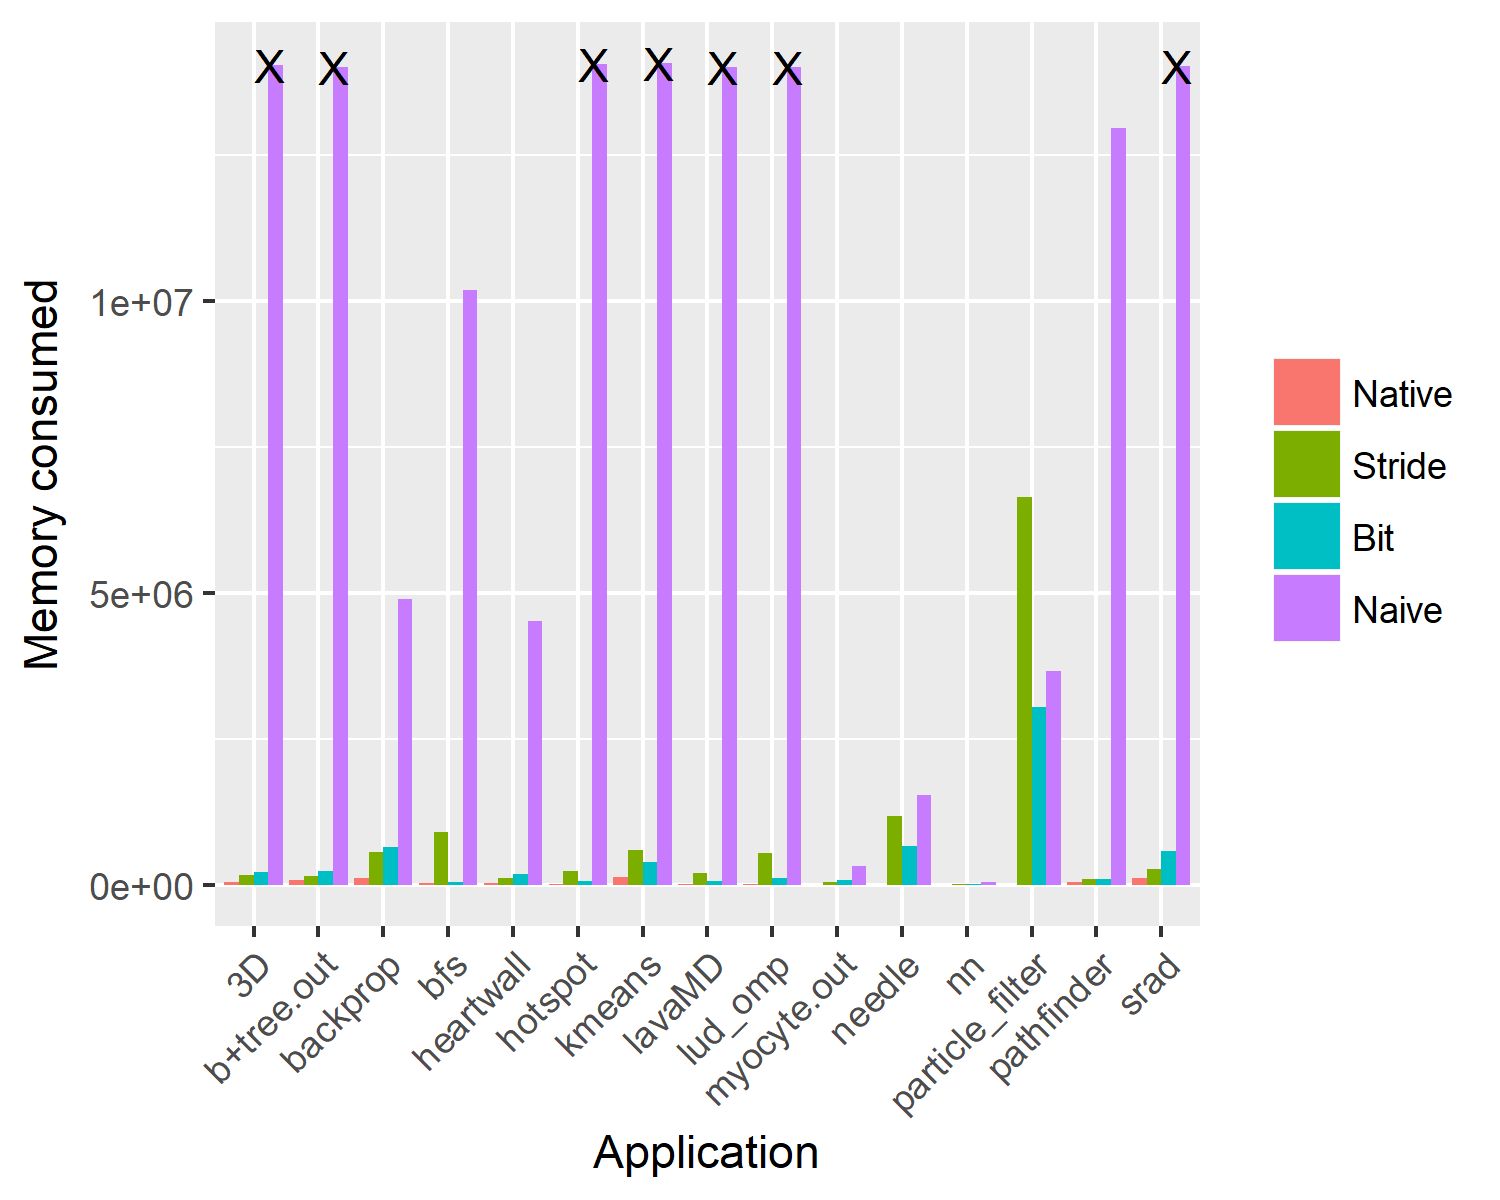 X X X X X X X
Memory consumed
1e+07
5e+06
0e+00
3D
b+tree.out
backprop
bfs
heartwall
hotspot
kmeans
lavaMD
lud_omp
myocyte.out
needle
nn
particle_filter
pathfinder
srad
Application
Native
Stride
Bit
Naive